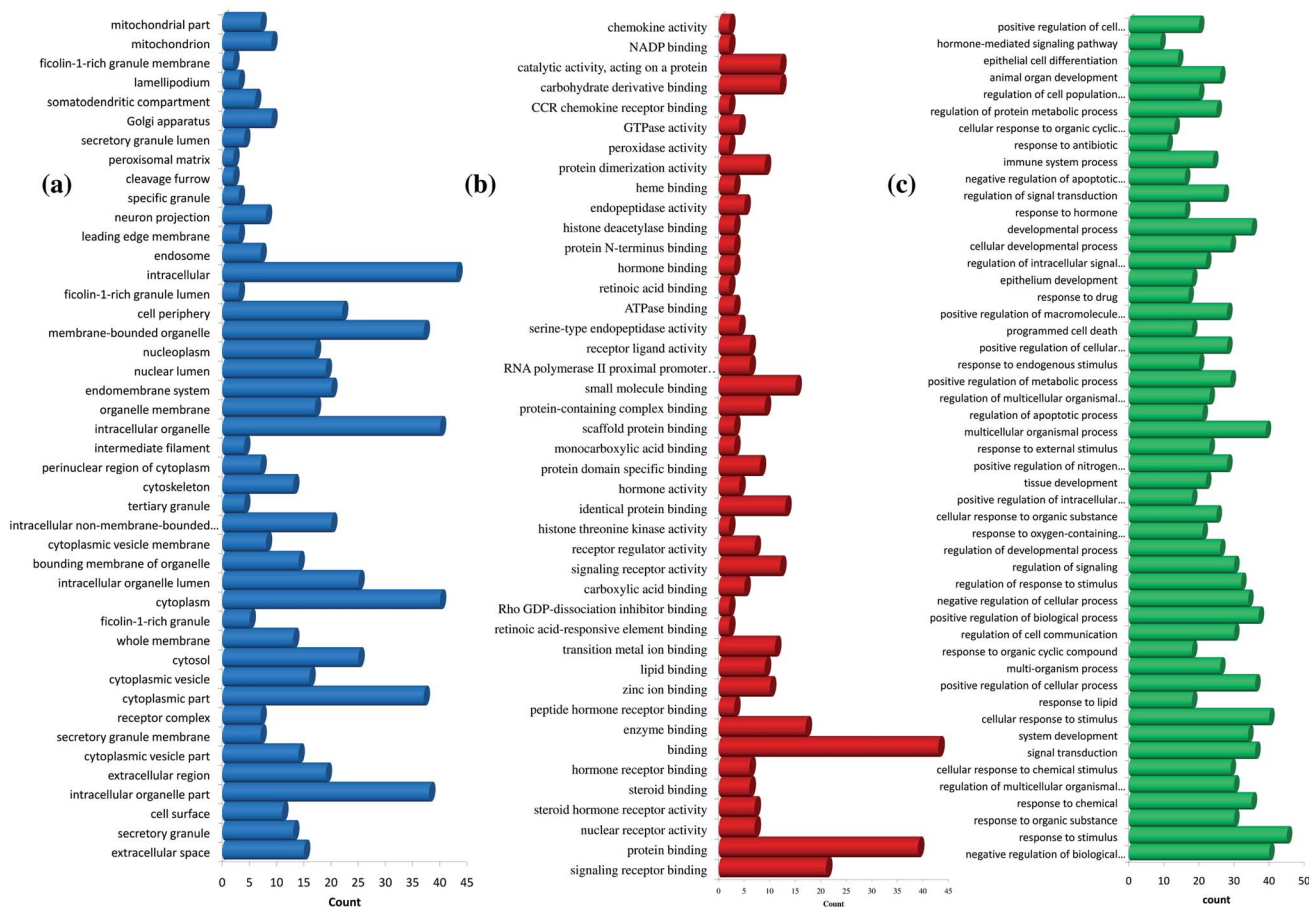 (a)
mitochondrial part
mitochondrion
ficolin-1-rich granule membrane
lamellipodium
somatodendritic compartment
Golgi apparatus
secretory granule lumen
peroxisomal matrix
cleavage furrow
specific granule
neuron projection
leading edge membrane
endosome
intracellular
ficolin-1-rich granule lumen
cell periphery
membrane-bounded organelle
nucleoplasm
nuclear lumen
endomembrane system
organelle membrane
intracellular organelle
intermediate filament
perinuclear region of cytoplasm
cytoskeleton
tertiary granule
intracellular non-membrane-bounded...
cytoplasmic vesicle membrane
bounding membrane of organelle
intracellular organelle lumen
cytoplasm
ficolin-1-rich granule
whole membrane
cytosol
cytoplasmic vesicle
cytoplasmic part
receptor complex
secretory granule membrane
cytoplasmic vesicle part
extracellular region
intracellular organelle part
cell surface
secretory granule
extracellular space
0 5 10 15 20 25 30 35 40 45
Count
(b)
chemokine activity
NADP binding
catalytic activity, acting on a protein
carbohydrate derivative binding
CCR chemokine receptor binding
GTPase activity
peroxidase activity
protein dimerization activity
heme binding
endopeptidase activity
histone deacetylase binding
protein N-terminus binding
hormone binding
retinoic acid binding
ATPase binding
serine-type endopeptidase activity
receptor ligand activity
RNA polymerase II proximal promoter..
small molecule binding
protein-containing complex binding
scaffold protein binding
monocarboxylic acid binding
protein domain specific binding
hormone activity
identical protein binding
histone threonine kinase activity
receptor regulator activity
signaling receptor activity
carboxylic acid binding
Rho GDP-dissociation inhibitor binding
retinoic acid-responsive element binding
transition metal ion binding
lipid binding
zinc ion binding
peptide hormone receptor binding
enzyme binding
binding
hormone receptor binding
steroid binding
steroid hormone receptor activity
nuclear receptor activity
protein binding
signaling receptor binding
0 5 10 15 20 25 30 35 40 45
Count
(c)
positive regulation of cell...
hormone-mediated signaling pathway
epithelial cell differentiation
animal organ development
regulation of cell population...
regulation of protein metabolic process
cellular response to organic cyclic...
response to antibiotic
immune system process
negative regulation of apoptotic...
regulation of signal transduction
response to hormone
developmental process
cellular developmental process
regulation of intracellular signal...
epithelium development
response to drug
positive regulation of macromolecule...
programmed cell death
positive regulation of cellular...
response to endogenous stimulus
positive regulation of metabolic process
regulation of multicellular organismal...
regulation of apoptotic process
multicellular organismal process
response to external stimulus
positive regulation of nitrogen...
tissue development
positive regulation of intracellular...
cellular response to organic substance
response to oxygen-containing...
regulation of developmental process
regulation of signaling
regulation of response to stimulus
negative regulation of cellular process
positive regulation of biological process
regulation of cell communication
response to organic cyclic compound
multi-organism process
positive regulation of cellular process
response to lipid
cellular response to stimulus
system development
signal transduction
cellular response to chemical stimulus
regulation of multicellular organismal...
response to chemical
response to organic substance
response to stimulus
negative regulation of biological...
0 10 20 30 40 50
count